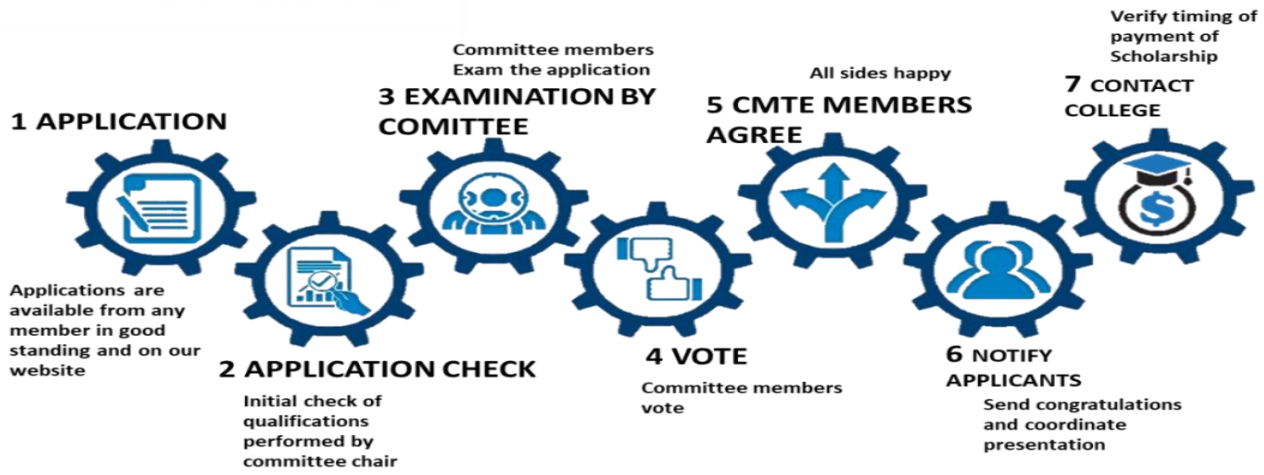 1 APPLICATION
Applications are
available from any
member in good
standing and on our
website
2 APPLICATION CHECK
Initial check of
qualifications
performed by
committee chair
Committee members
Exam the application
3 EXAMINATION BY
COMITTEE
4 VOTE
Committee members
vote
All sides happy
5 CMTE MEMBERS
AGREE
6 NOTIFY
APPLICANTS
Send congratulations
and coordinate
presentation
Verify timing of
payment of
Scholarship
7 CONTACT
COLLEGE
$